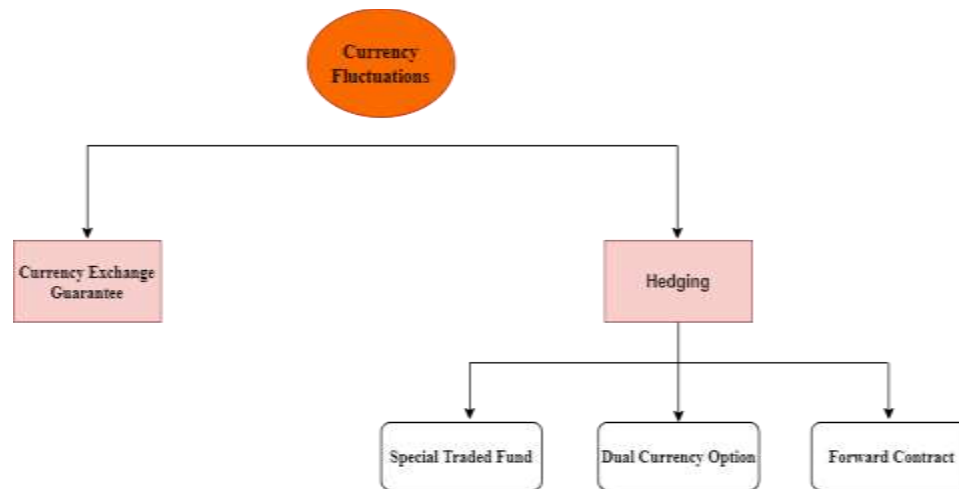 Currency
Fluctuations
Currency Exchange
Guarantee
Hedging
Special Traded Fund
Dual Currency Option
Forward Contract